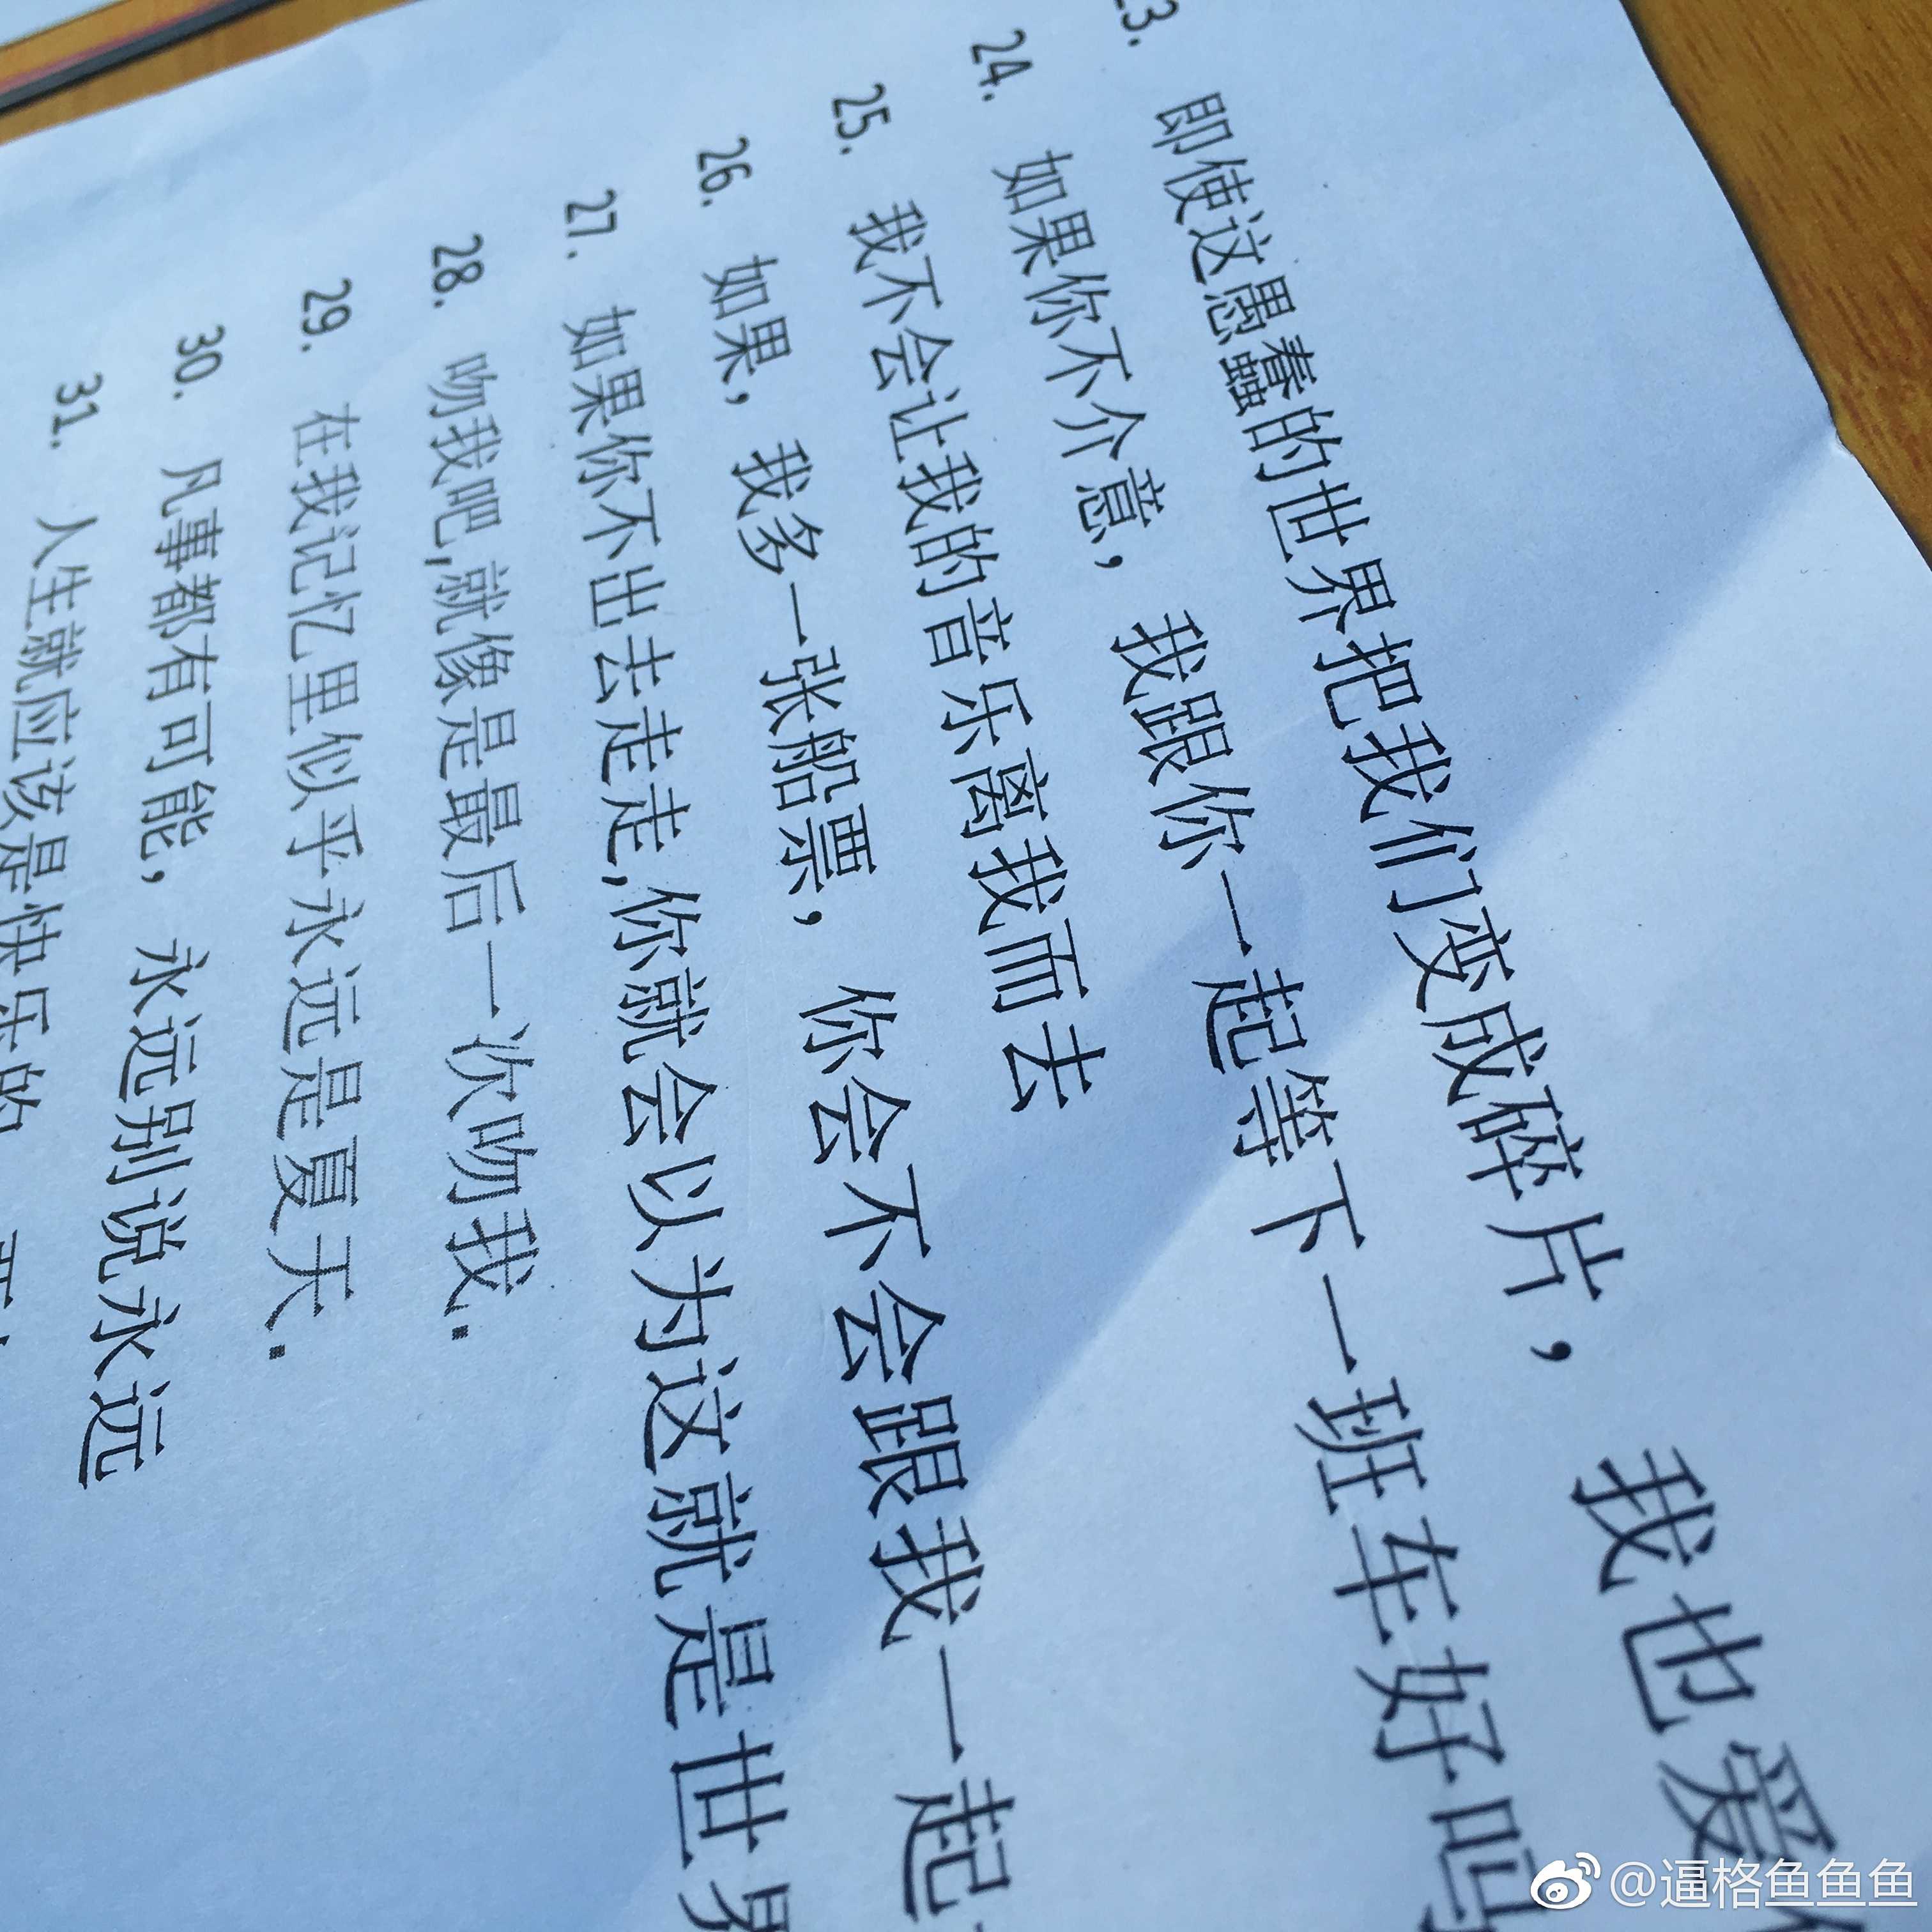 23. 即使这愚蠢的世界把我们变成碎片，我也爱
24. 如果你不介意，我跟你一起等下一班车好吗
25. 我不会让我的音乐离我而去
26. 如果，我多一张船票，你会不会跟我一起
27. 如果你不出去走走,你就会以为这就是世界
28. 吻我吧,就像是最后一次吻我.
29. 在我记忆里似乎永远是夏天.
30. 凡事都有可能，永远别说永远
31. 人生就应该是快乐的
@逼格鱼鱼鱼